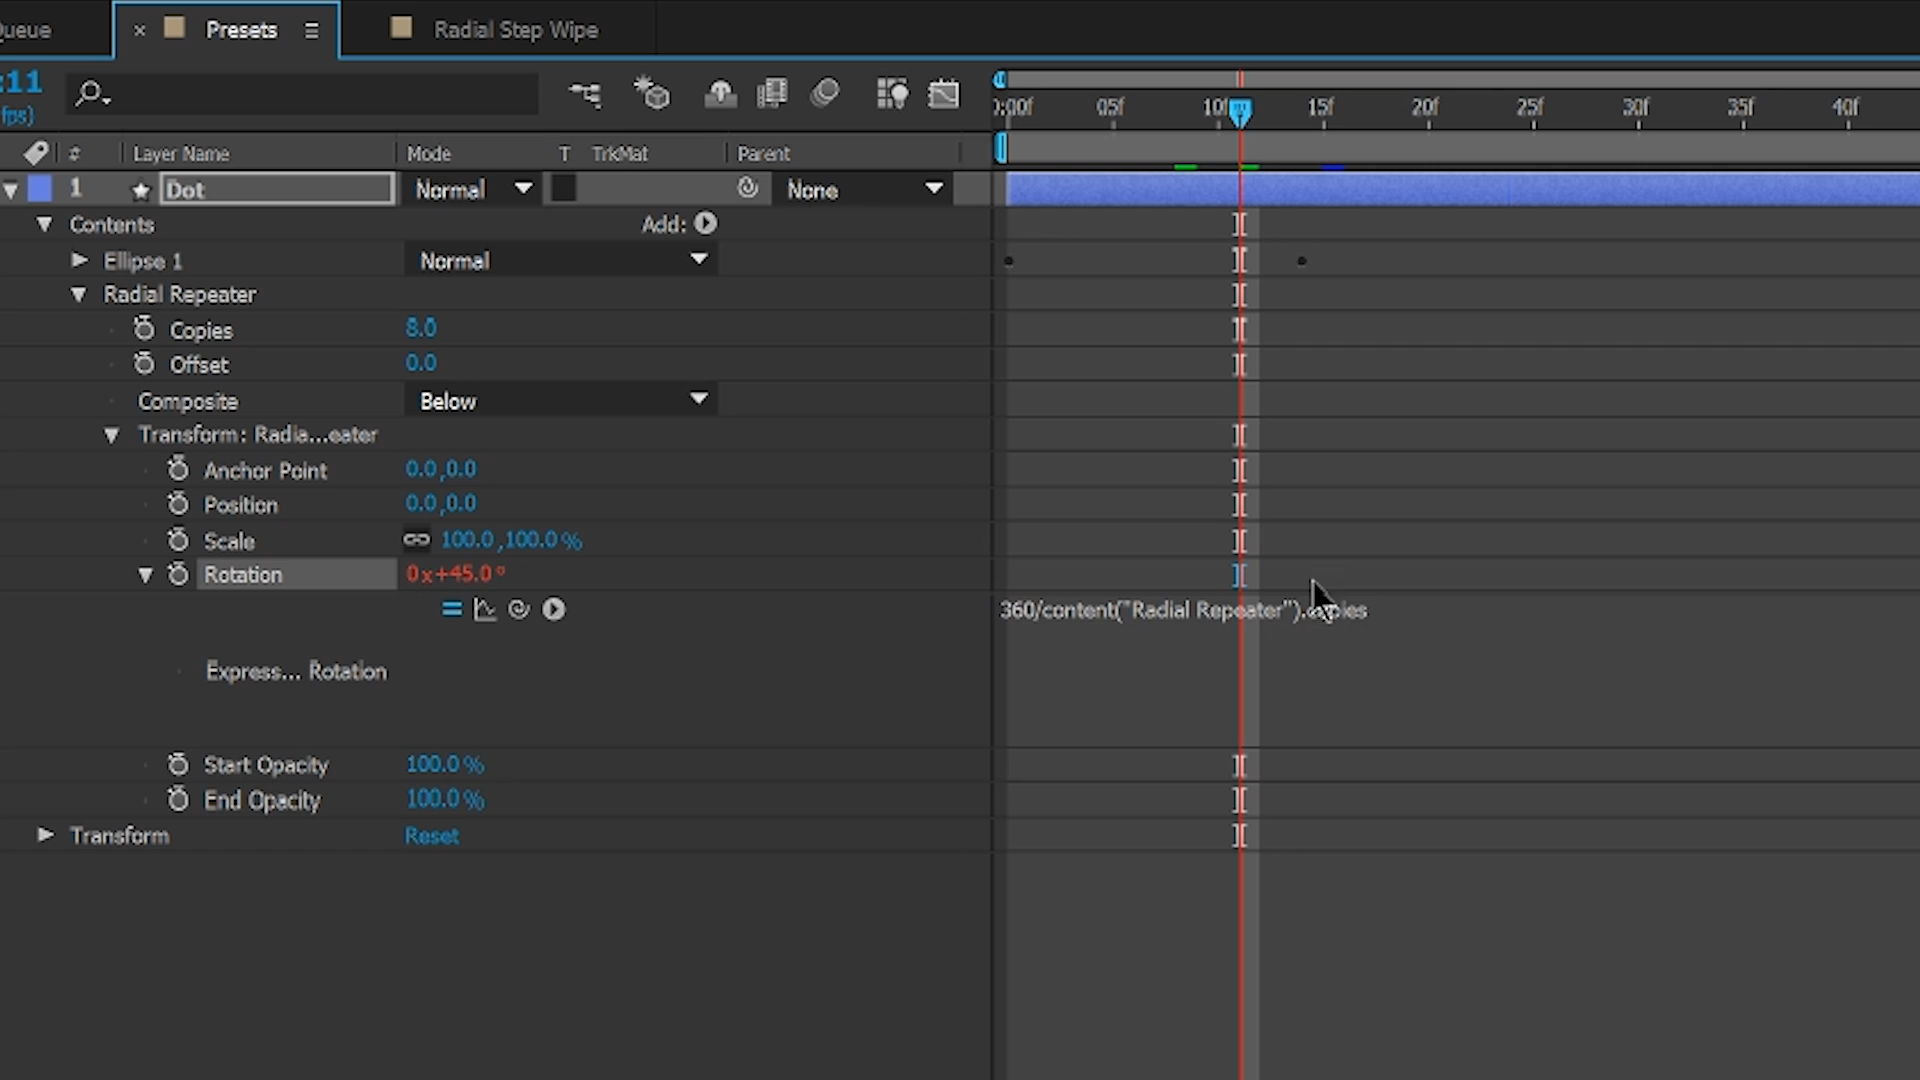 Queue
Presets
Radial Step Wipe
:11
fps)
:00f 05f 10f 15f 20f 25f 30f 35f 40f
# Layer Name Mode T TrkMat Parent
1 Dot Normal None
Contents Add:
Ellipse 1 Normal
Radial Repeater
Copies 8.0
Offset 0.0
Composite Below
Transform: Radia...eater
Anchor Point 0.0,0.0
Position 0.0,0.0
Scale 100.0,100.0%
Rotation 0x+45.0°
360/content("Radial Repeater").copies
Express... Rotation
Start Opacity 100.0%
End Opacity 100.0%
Transform Reset